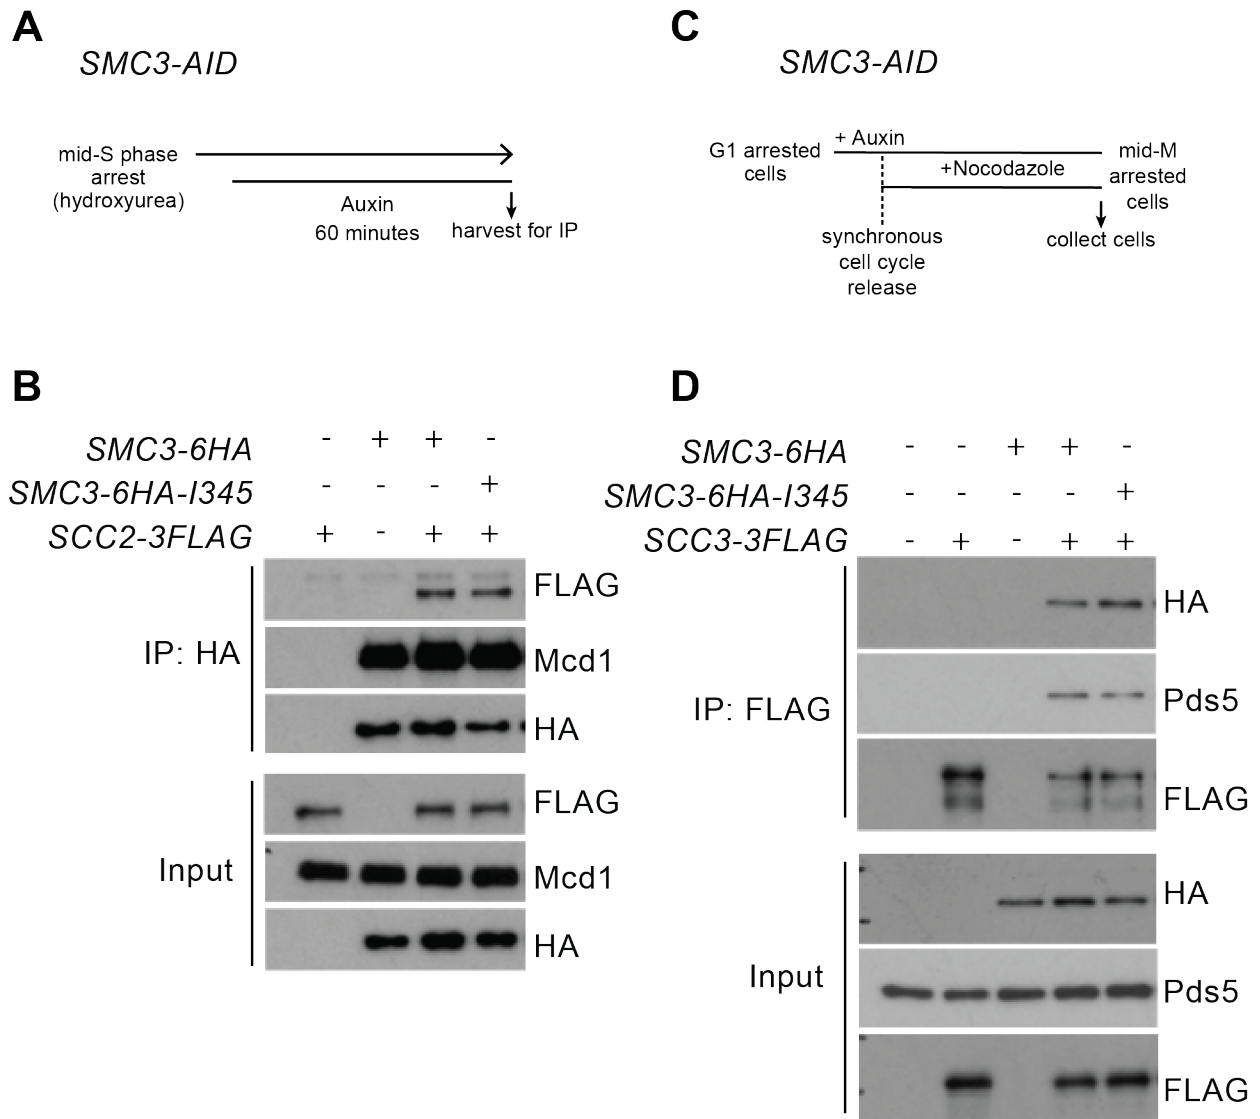 A
SMC3-AID
mid-S phase
arrest
(hydroxyurea)
Auxin
60 minutes
harvest for IP
C
SMC3-AID
G1 arrested
cells
+ Auxin
+Nocodazole
mid-M
arrested
cells
synchronous
cell cycle
release
collect cells
B
SMC3-6HA - + + -
SMC3-6HA-I345 - - - +
SCC2-3FLAG + - + +
IP: HA
FLAG
Mcd1
HA
Input
FLAG
Mcd1
HA
D
SMC3-6HA - - + + -
SMC3-6HA-I345 - - - - +
SCC3-3FLAG - + - + +
IP: FLAG
HA
Pds5
FLAG
Input
HA
Pds5
FLAG